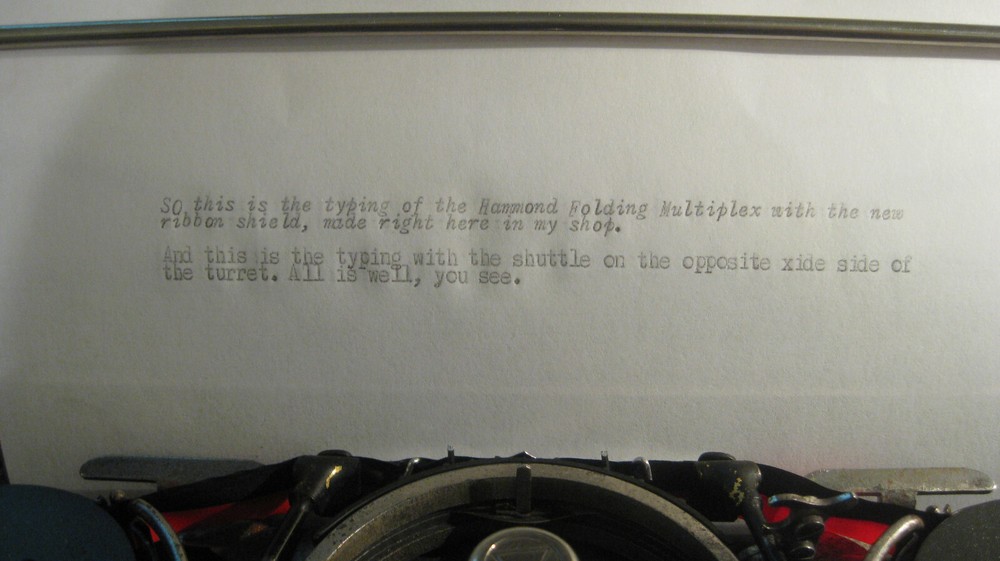 SO this is the typing of the Hammond Folding Multiplex with the new
ribbon shield, made right here in my shop.
And this is the typing with the shuttle on the opposite xide side of
the turret. All is well, you see.